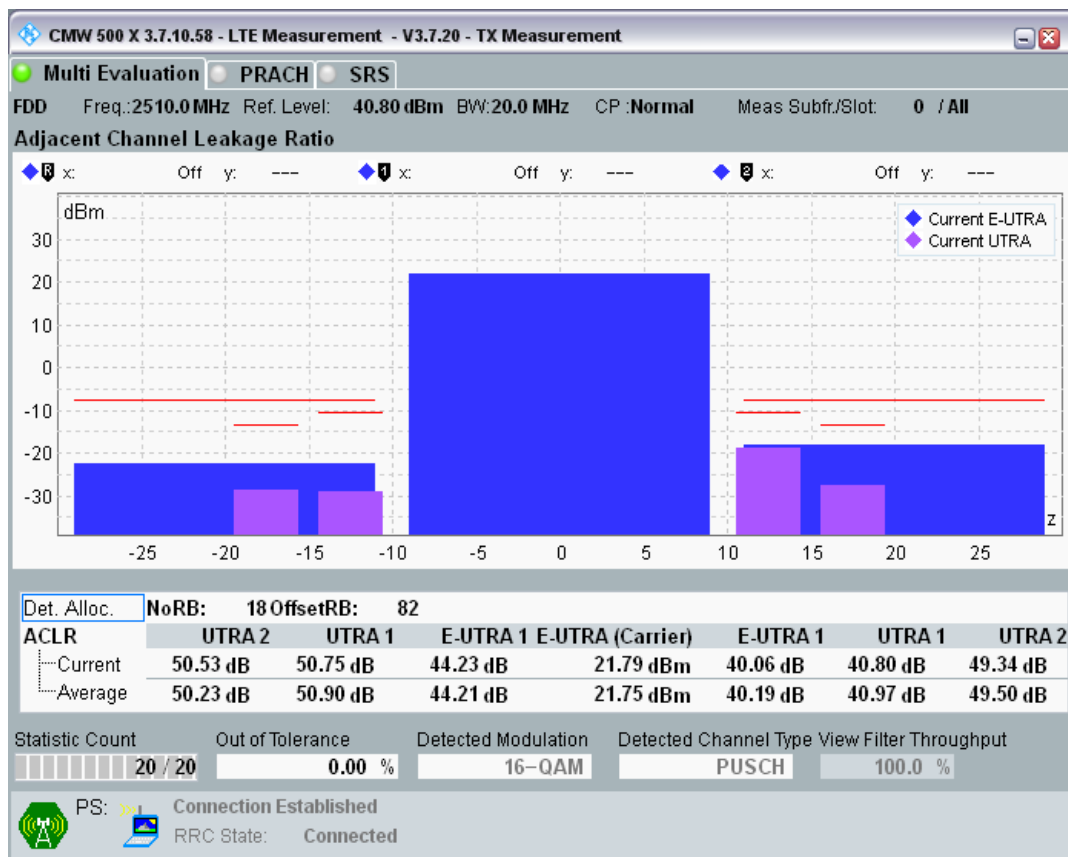 CMW 500 X 3.7.10.58 - LTE Measurement - V3.7.20 - TX Measurement
Multi Evaluation PRACH SRS
FDD Freq.:2510.0 MHz Ref. Level: 40.80 dBm BW:20.0 MHz CP :Normal Meas Subfr./Slot: 0 / All
Adjacent Channel Leakage Ratio
R x: Off y: --- 1 x: Off y: --- 2 x: Off y: ---
dBm
Current E-UTRA
Current UTRA
30
20
10
0
-10
-20
-30
z
-25 -20 -15 -10 -5 0 5 10 15 20 25
Det. Alloc. NoRB: 18 OffsetRB: 82
ACLR UTRA 2 UTRA 1 E-UTRA 1 E-UTRA (Carrier) E-UTRA 1 UTRA 1 UTRA 2
Current 50.53 dB 50.75 dB 44.23 dB 21.79 dBm 40.06 dB 40.80 dB 49.34 dB
Average 50.23 dB 50.90 dB 44.21 dB 21.75 dBm 40.19 dB 40.97 dB 49.50 dB
Statistic Count Out of Tolerance Detected Modulation Detected Channel Type View Filter Throughput
20 / 20 0.00 % 16-QAM PUSCH 100.0 %
PS: Connection Established
RRC State: Connected